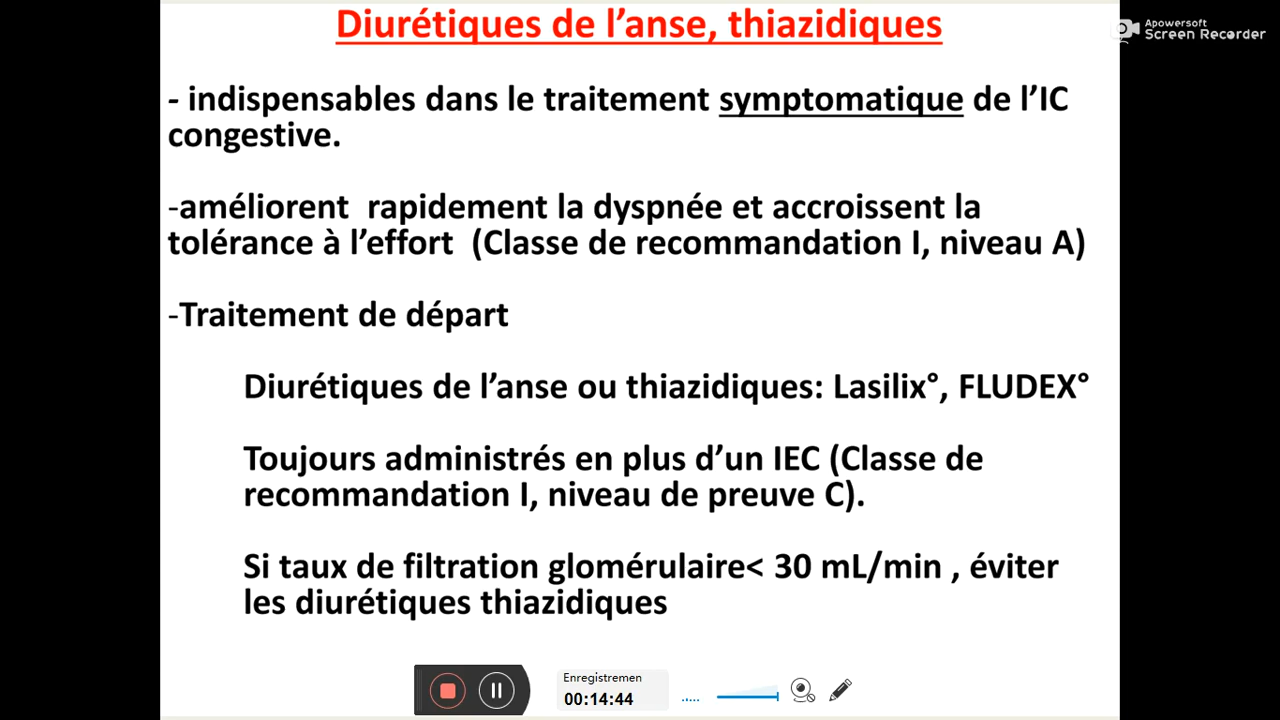 Diurétiques de l’anse, thiazidiques
Apowersoft
Screen Recorder
- indispensables dans le traitement symptomatique de l’IC
congestive.
-améliorent rapidement la dyspnée et accroissent la
tolérance à l’effort (Classe de recommandation I, niveau A)
-Traitement de départ
Diurétiques de l’anse ou thiazidiques: Lasilix°, FLUDEX°
Toujours administrés en plus d’un IEC (Classe de
recommandation I, niveau de preuve C).
Si taux de filtration glomérulaire< 30 mL/min , éviter
les diurétiques thiazidiques
Enregistremen
00:14:44